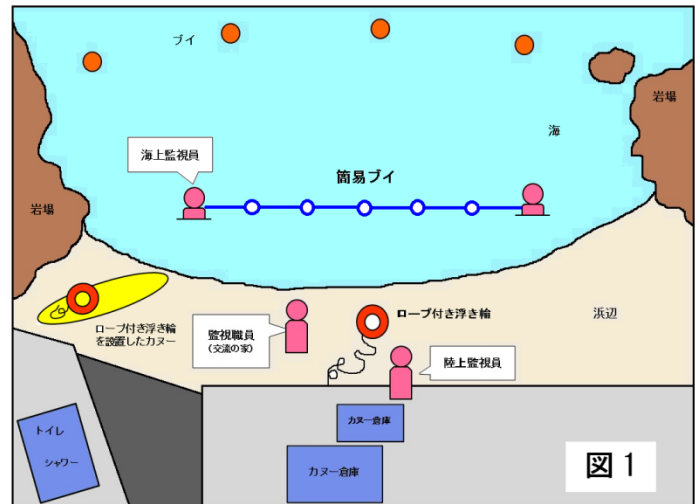 ブイ
岩場
海
海上監視員
簡易ブイ
岩場
ロープ付き浮き輪
を設置したカヌー
監視職員
(交流の家)
ロープ付き浮き輪
浜辺
陸上監視員
トイレ
シャワー
カヌー倉庫
カヌー倉庫
図1